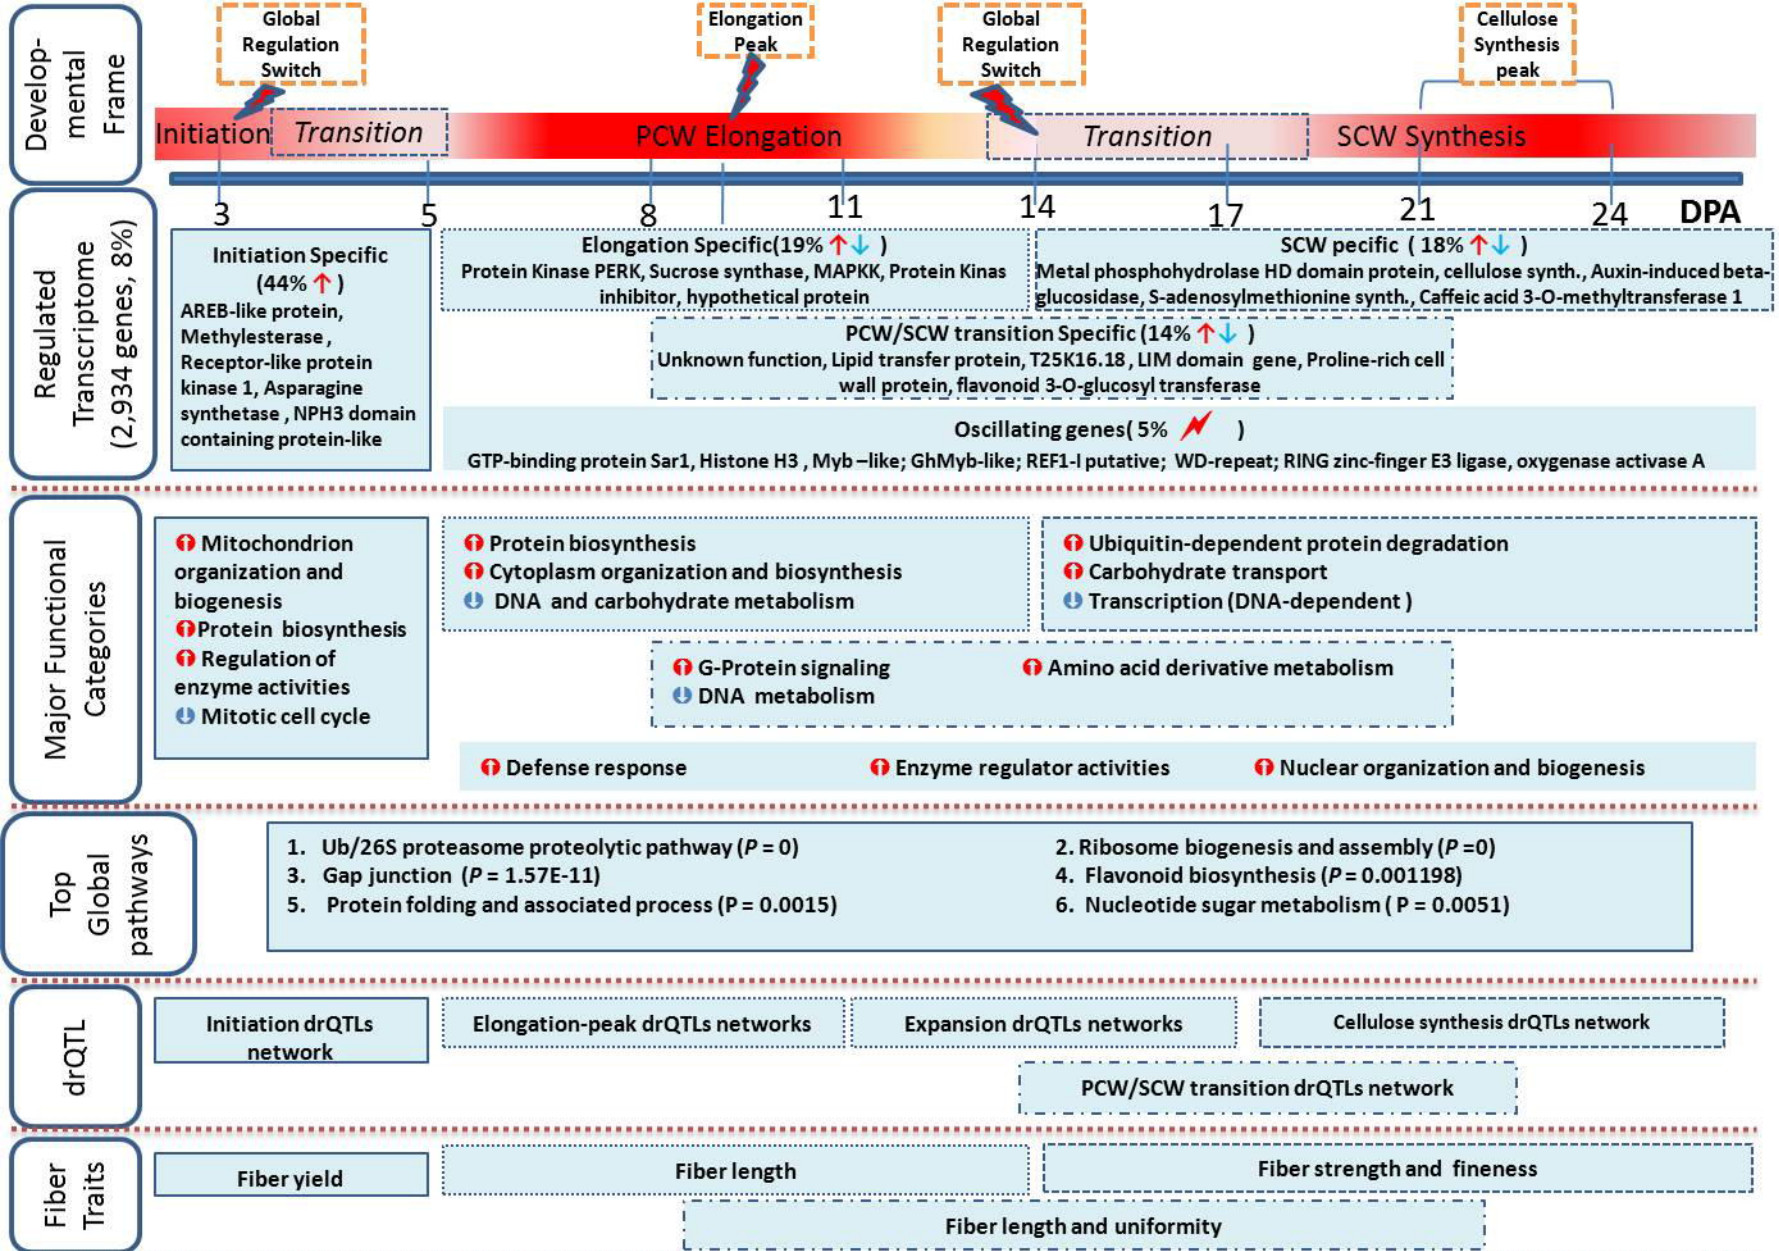 Develop-
mental
Frame
Global
Regulation
Switch
Elongation
Peak
Global
Regulation
Switch
Cellulose
Synthesis
peak
Initiation
Transition
PCW Elongation
Transition
SCW Synthesis
3
5
8
11
14
17
21
24
DPA
Regulated
Transcriptome
(2,934 genes, 8%)
Initiation Specific
(44% ↑ )
AREB-like protein,
Methylesterase ,
Receptor-like protein
kinase 1, Asparagine
synthetase , NPH3 domain
containing protein-like
Elongation Specific(19% ↑↓ )
Protein Kinase PERK, Sucrose synthase, MAPKK, Protein Kinas
inhibitor, hypothetical protein
SCW pecific ( 18% ↑↓ )
Metal phosphohydrolase HD domain protein, cellulose synth., Auxin-induced beta-
glucosidase, S-adenosylmethionine synth., Caffeic acid 3-O-methyltransferase 1
PCW/SCW transition Specific (14% ↑↓ )
Unknown function, Lipid transfer protein, T25K16.18, LIM domain gene, Proline-rich cell
wall protein, flavonoid 3-O-glucosyl transferase
Oscillating genes( 5% )
GTP-binding protein Sar1, Histone H3 , Myb –like; GhMyb-like; REF1-I putative; WD-repeat; RING zinc-finger E3 ligase, oxygenase activase A
Major Functional
Categories
Mitochondrion
organization and
biogenesis
Protein biosynthesis
Regulation of
enzyme activities
Mitotic cell cycle
Protein biosynthesis
Cytoplasm organization and biosynthesis
DNA and carbohydrate metabolism
Ubiquitin-dependent protein degradation
Carbohydrate transport
Transcription (DNA-dependent )
G-Protein signaling
Amino acid derivative metabolism
DNA metabolism
Defense response
Enzyme regulator activities
Nuclear organization and biogenesis
Top
Global
pathways
1. Ub/26S proteasome proteolytic pathway (P = 0)
2. Ribosome biogenesis and assembly (P =0)
3. Gap junction (P = 1.57E-11)
4. Flavonoid biosynthesis (P = 0.001198)
5. Protein folding and associated process (P = 0.0015)
6. Nucleotide sugar metabolism ( P = 0.0051)
drQTL
Initiation drQTLs
network
Elongation-peak drQTLs networks
Expansion drQTLs networks
Cellulose synthesis drQTLs network
PCW/SCW transition drQTLs network
Fiber
Traits
Fiber yield
Fiber length
Fiber strength and fineness
Fiber length and uniformity